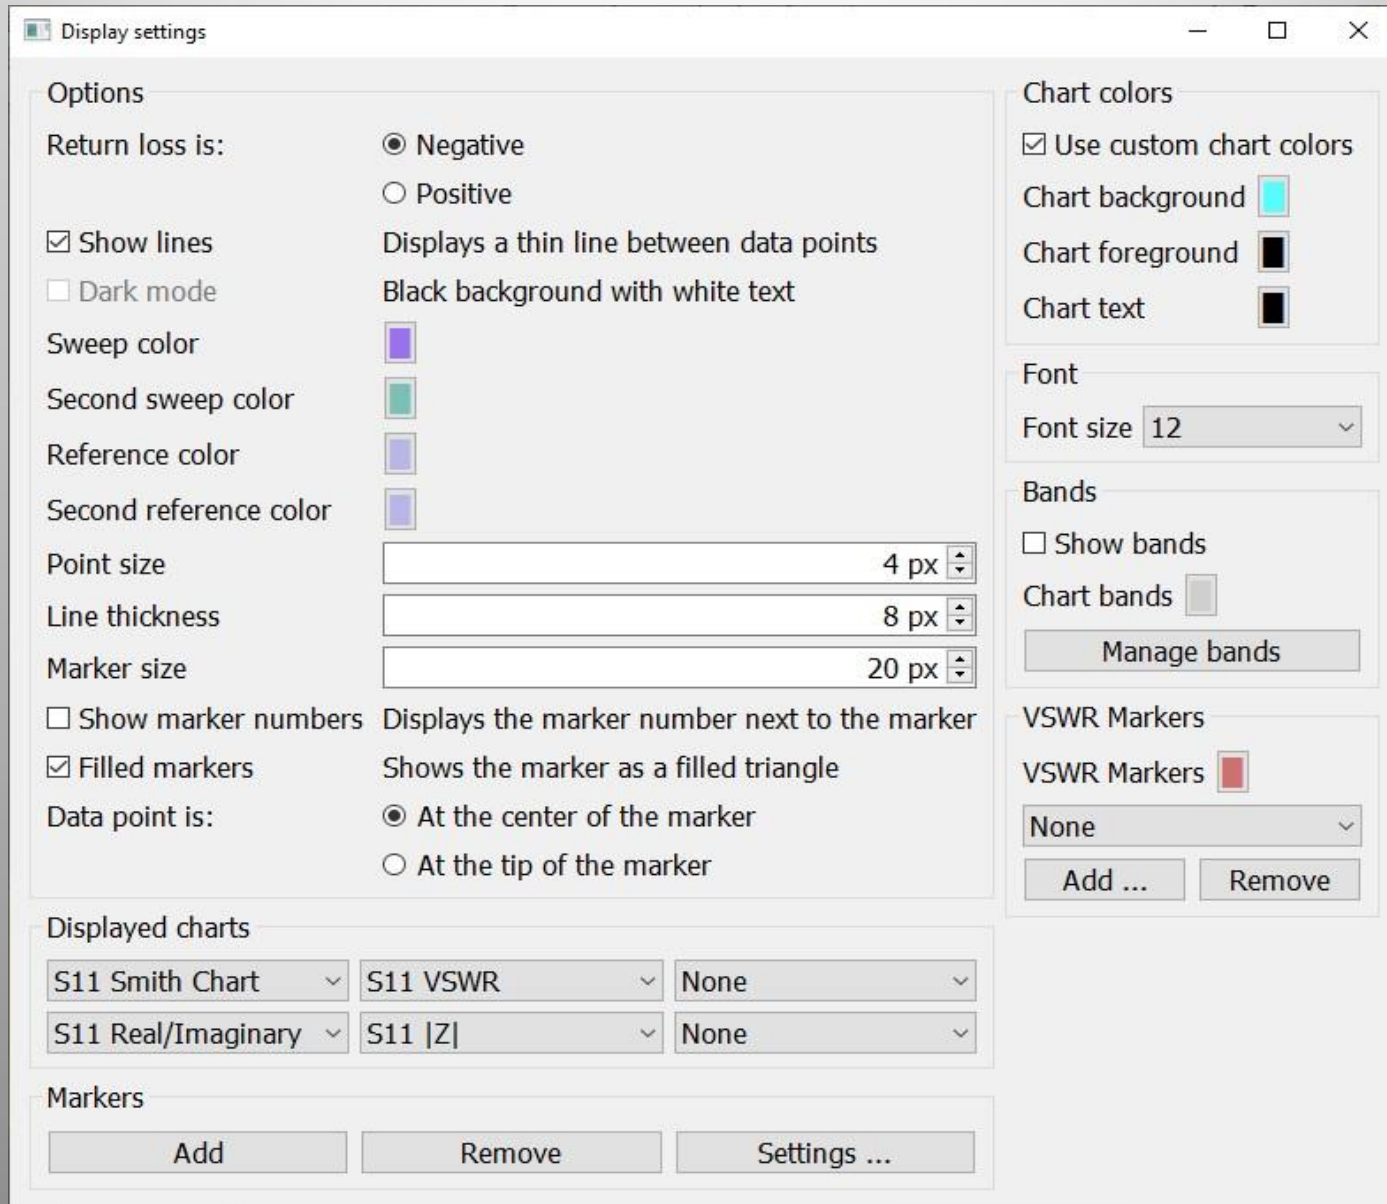 Display settings
Options
Return loss is: Negative
Positive
Show lines Displays a thin line between data points
Dark mode Black background with white text
Sweep color
Second sweep color
Reference color
Second reference color
Point size 4 px
Line thickness 8 px
Marker size 20 px
Show marker numbers Displays the marker number next to the marker
Filled markers Shows the marker as a filled triangle
Data point is: At the center of the marker
At the tip of the marker
Displayed charts
S11 Smith Chart S11 VSWR None
S11 Real/Imaginary S11 |Z| None
Markers
Add Remove Settings ...
Chart colors
Use custom chart colors
Chart background
Chart foreground
Chart text
Font
Font size 12
Bands
Show bands
Chart bands
Manage bands
VSWR Markers
VSWR Markers
None
Add ... Remove